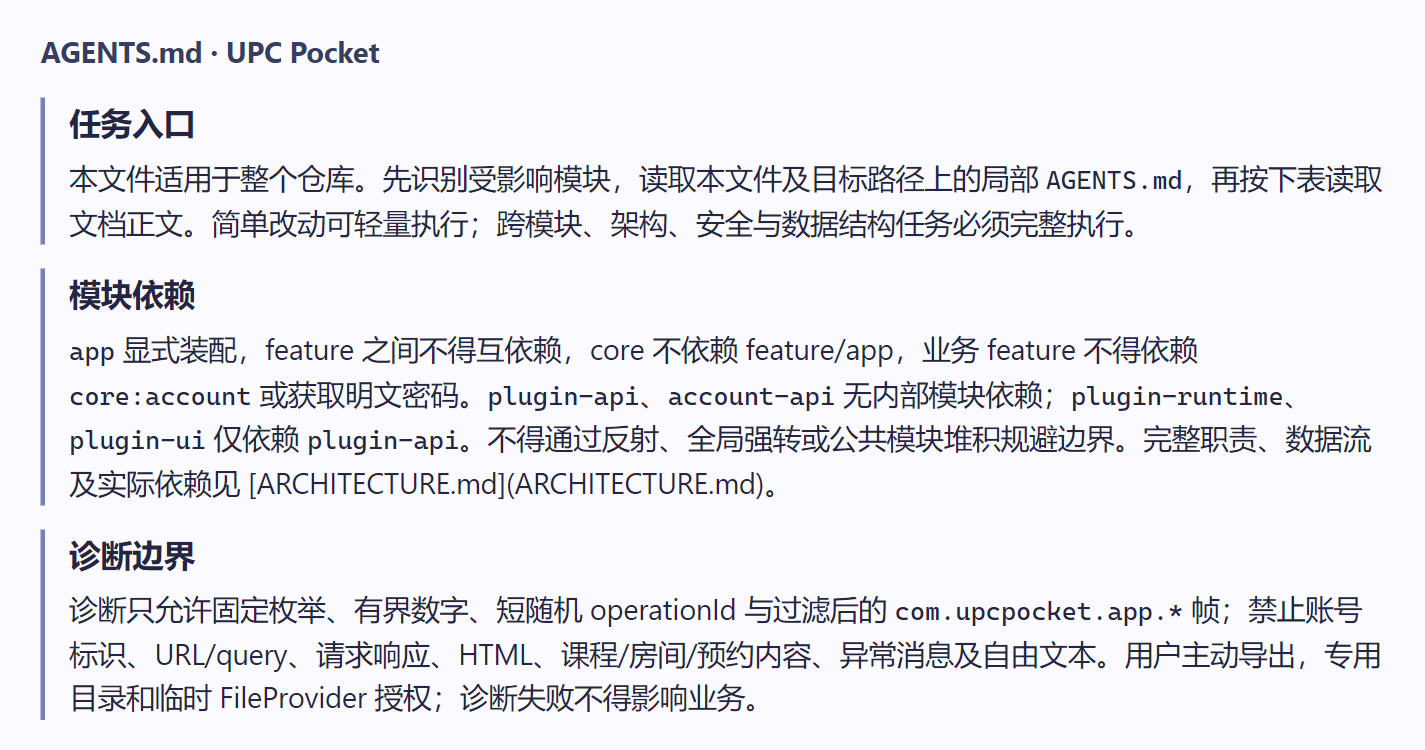 AGENTS.md · UPC Pocket
任务入口
本文件适用于整个仓库。先识别受影响模块，读取本文件及目标路径上的局部 AGENTS.md，再按下表读取
文档正文。简单改动可轻量执行；跨模块、架构、安全与数据结构任务必须完整执行。
模块依赖
app 显式装配，feature 之间不得互依赖，core 不依赖 feature/app，业务 feature 不得依赖
core:account 或获取明文密码。plugin-api、account-api 无内部模块依赖；plugin-runtime、
plugin-ui 仅依赖 plugin-api。不得通过反射、全局强转或公共模块堆积规避边界。完整职责、数据流
及实际依赖见 [ARCHITECTURE.md](ARCHITECTURE.md)。
诊断边界
诊断只允许固定枚举、有界数字、短随机 operationId 与过滤后的 com.upcpocket.app.* 帧；禁止账号
标识、URL/query、请求响应、HTML、课程/房间/预约内容、异常消息及自由文本。用户主动导出，专用
目录和临时 FileProvider 授权；诊断失败不得影响业务。